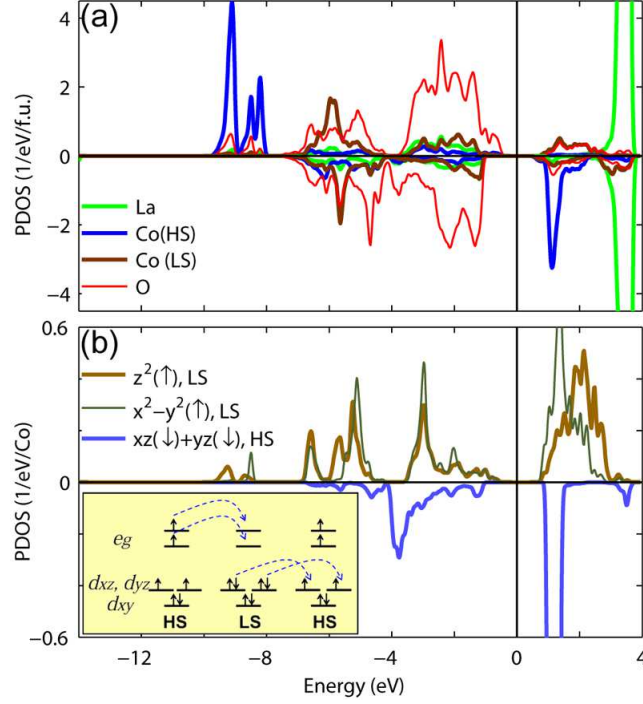 (a)
4
2
0
−2
−4
PDOS (1/eV/f.u.)
La
Co(HS)
Co (LS)
O
(b)
0.6
0
−0.6
PDOS (1/eV/Co)
z²(↑), LS
x²−y²(↑), LS
xz(↓)+yz(↓), HS
eg
dxz, dyz
dxy
HS LS HS
−12 −8 −4 0 4
Energy (eV)